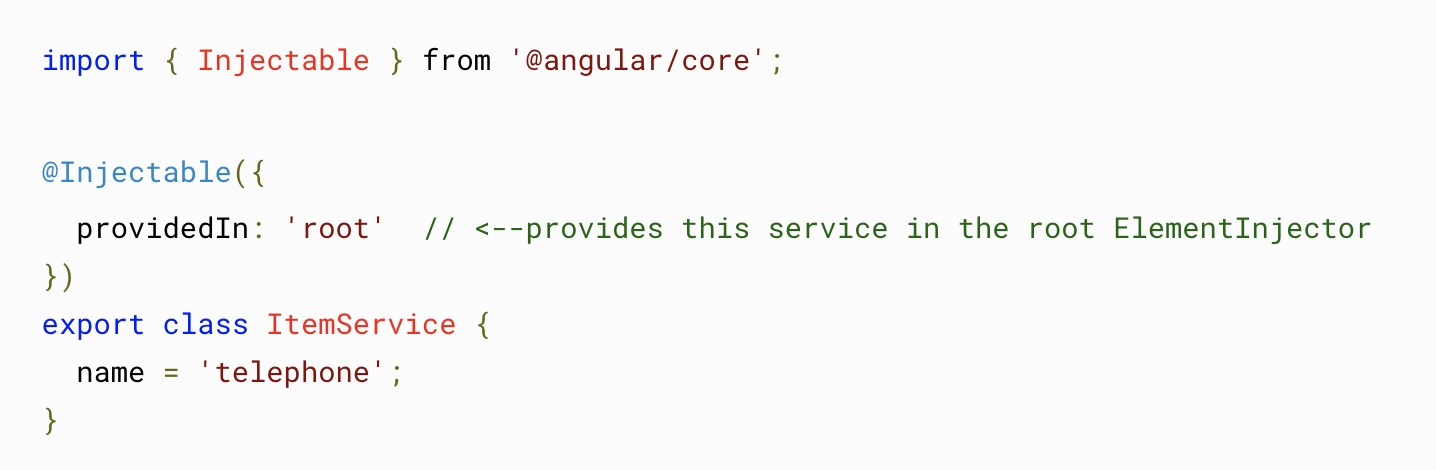 import { Injectable } from '@angular/core';
@Injectable({
  providedIn: 'root'  // <--provides this service in the root ElementInjector
})
export class ItemService {
  name = 'telephone';
}